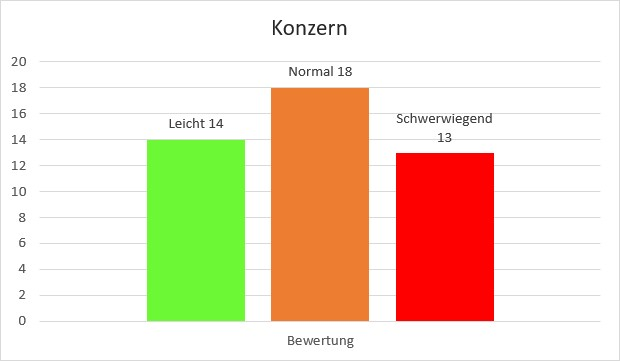 Konzern
20
18
16
14
12
10
8
6
4
2
0
Leicht 14
Normal 18
Schwerwiegend
13
Bewertung